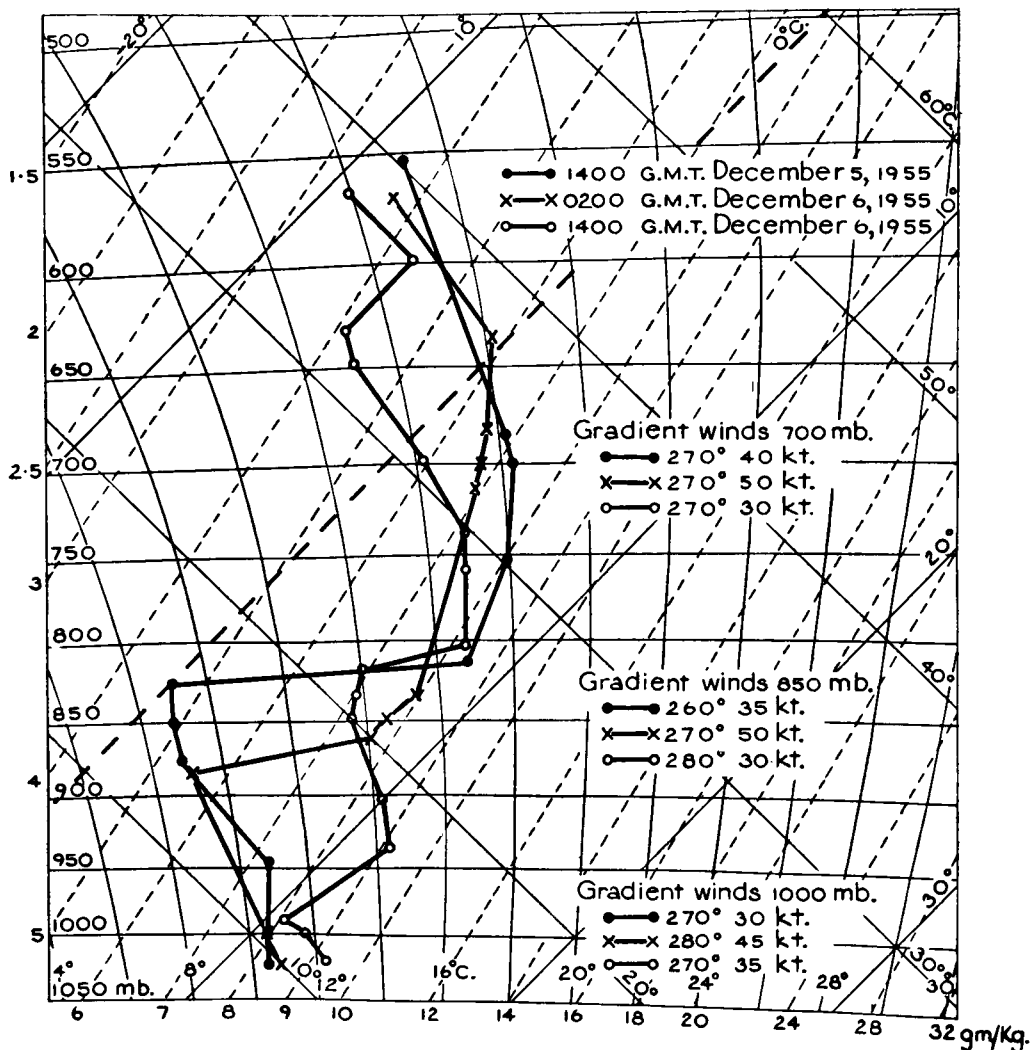 500 -20° 10° 0°C.
60°C.
1·5 550
1400 G.M.T. December 5, 1955
0200 G.M.T. December 6, 1955
10°
1400 G.M.T. December 6, 1955
600
2
650
50°
Gradient winds 700 mb.
2·5 700
270° 40 kt.
270° 50 kt.
270° 30 kt.
750
20°
3
800
Gradient winds 850 mb.
40°
850
260° 35 kt.
270° 50 kt.
4
280° 30 kt.
900
950
Gradient winds 1000 mb.
30°
5 1000
270° 30 kt.
280° 45 kt.
270° 35 kt.
4° 8° 10° 12° 16°C. 20° 20° 24° 28° 30° 30
1050 mb.
6 7 8 9 10 12 14 16 18 20 24 28 32 gm/Kg.